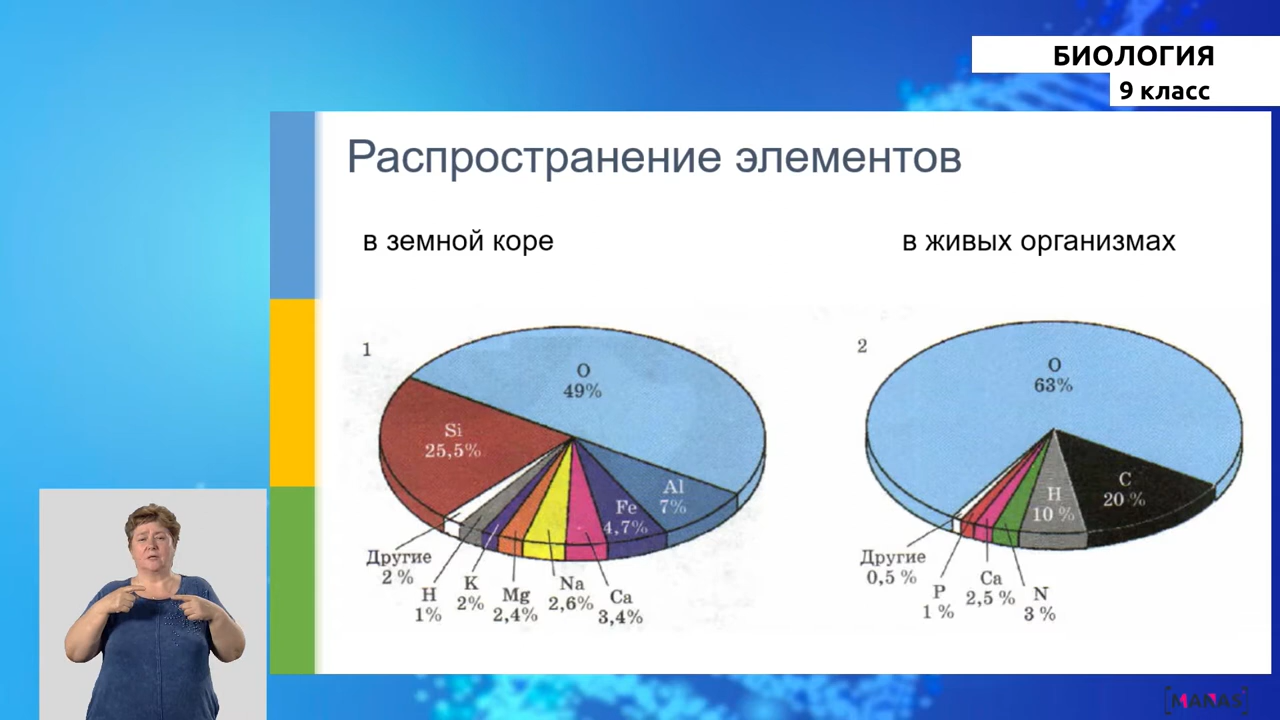 БИОЛОГИЯ
9 класс
Распространение элементов
в земной коре
в живых организмах
1
O
49%
Si
25,5%
Al
7%
Fe
4,7%
Другие
2 %
H
1%
K
2%
Mg
2,4%
Na
2,6%
Ca
3,4%
2
O
63%
C
20 %
H
10 %
Другие
0,5 %
P
1 %
Ca
2,5 %
N
3 %
MANAS